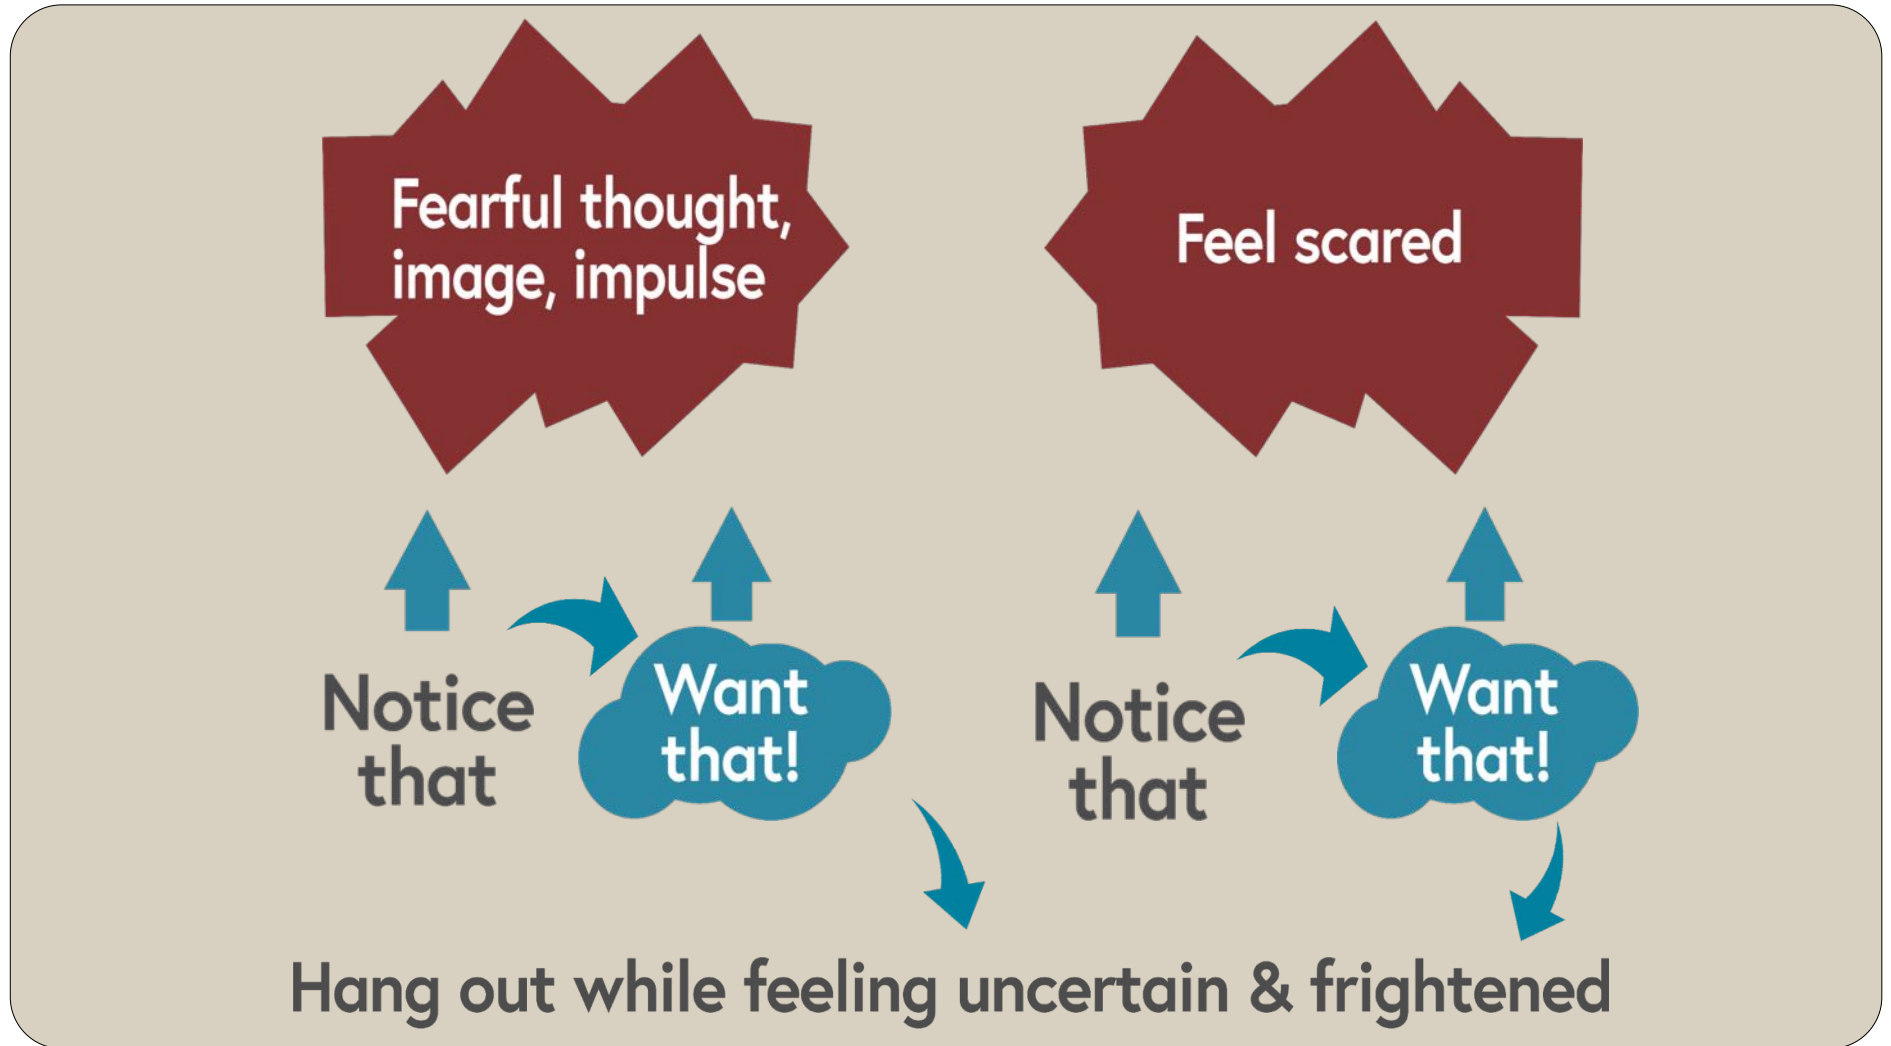 Fearful thought,
image, impulse
Feel scared
Notice
that
Want
that!
Notice
that
Want
that!
Hang out while feeling uncertain & frightened